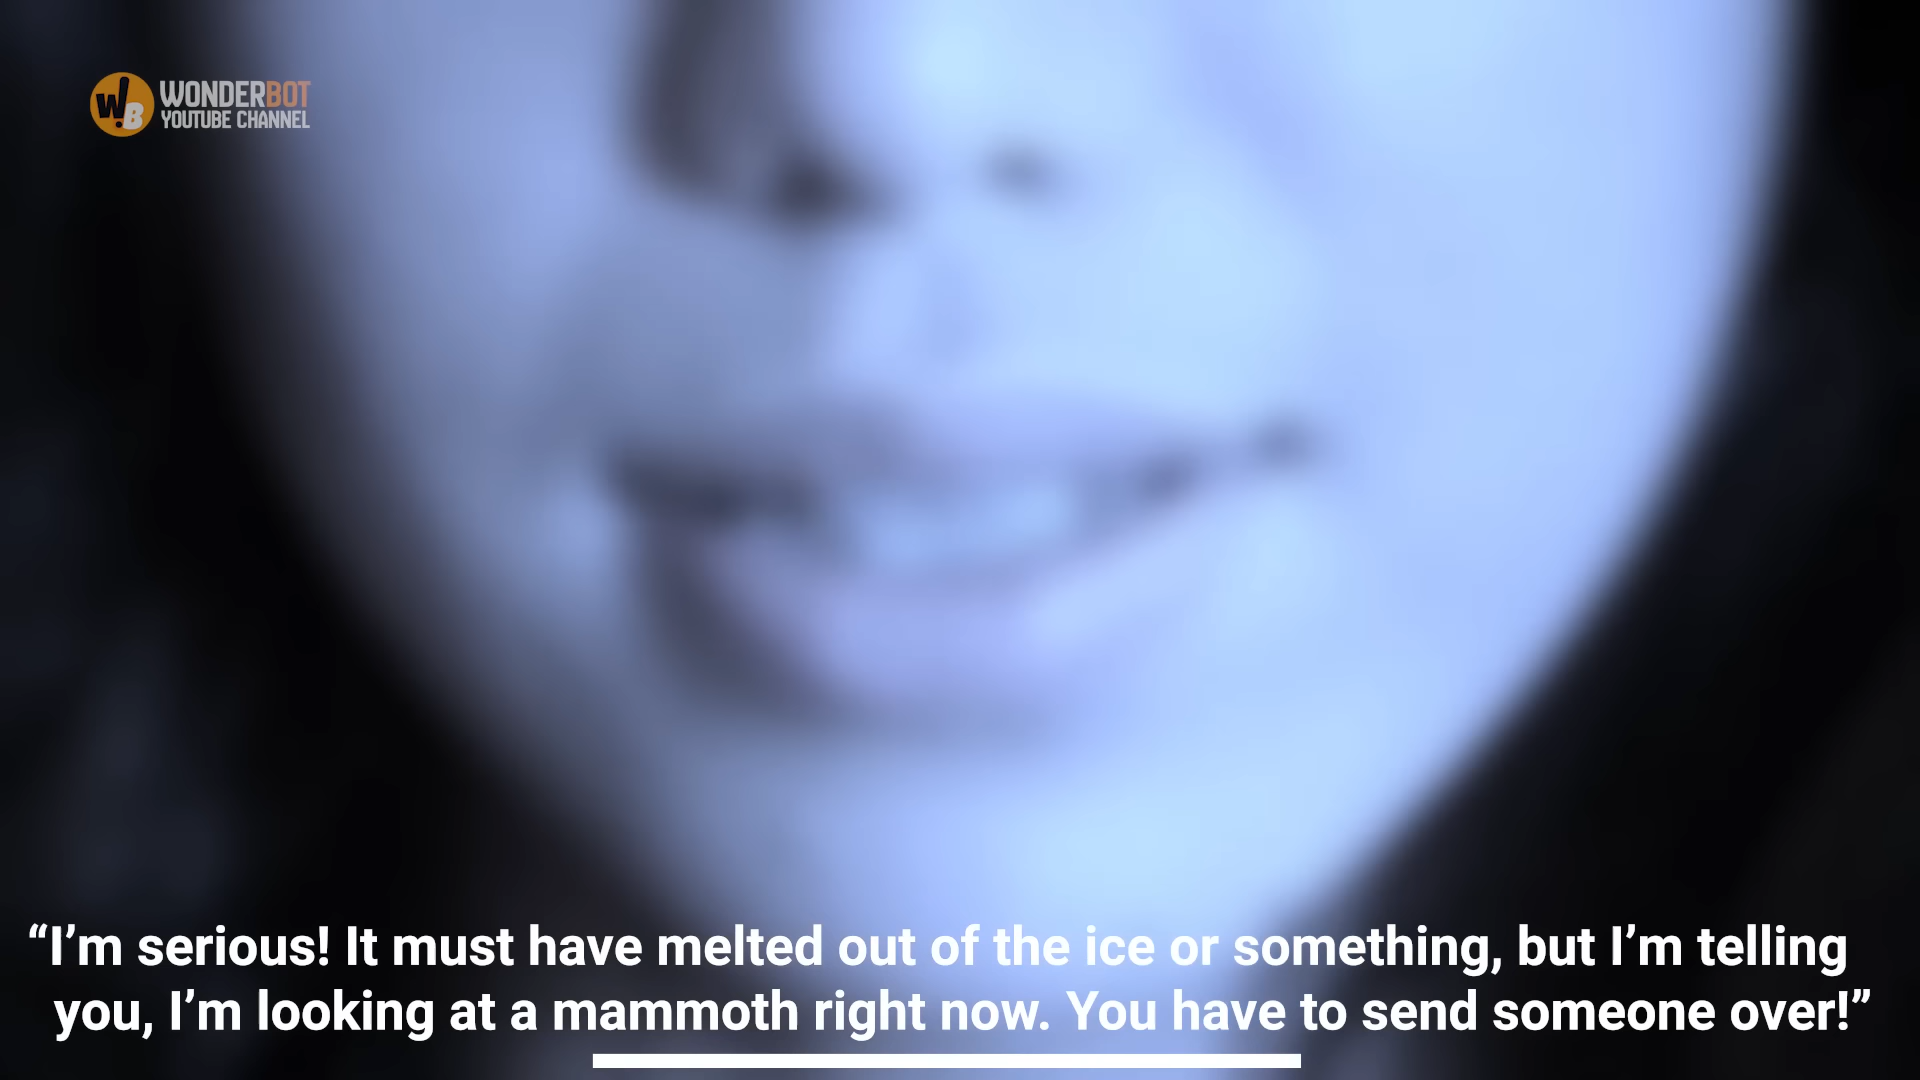 WONDERBOT
YOUTUBE CHANNEL
“I’m serious! It must have melted out of the ice or something, but I’m telling
you, I’m looking at a mammoth right now. You have to send someone over!”